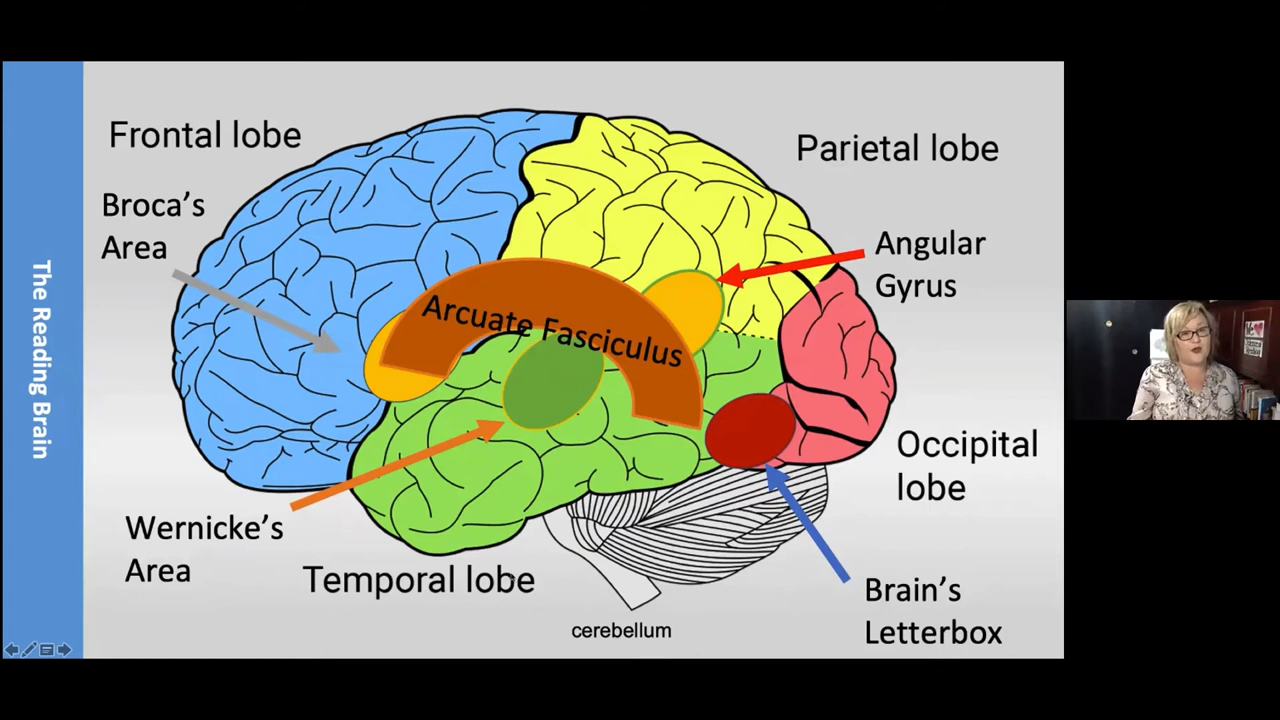 The Reading Brain
Frontal lobe
Parietal lobe
Broca's
Area
Angular
Gyrus
Arcuate Fasciculus
Occipital
lobe
Wernicke's
Area
Temporal lobe
Brain's
Letterbox
cerebellum